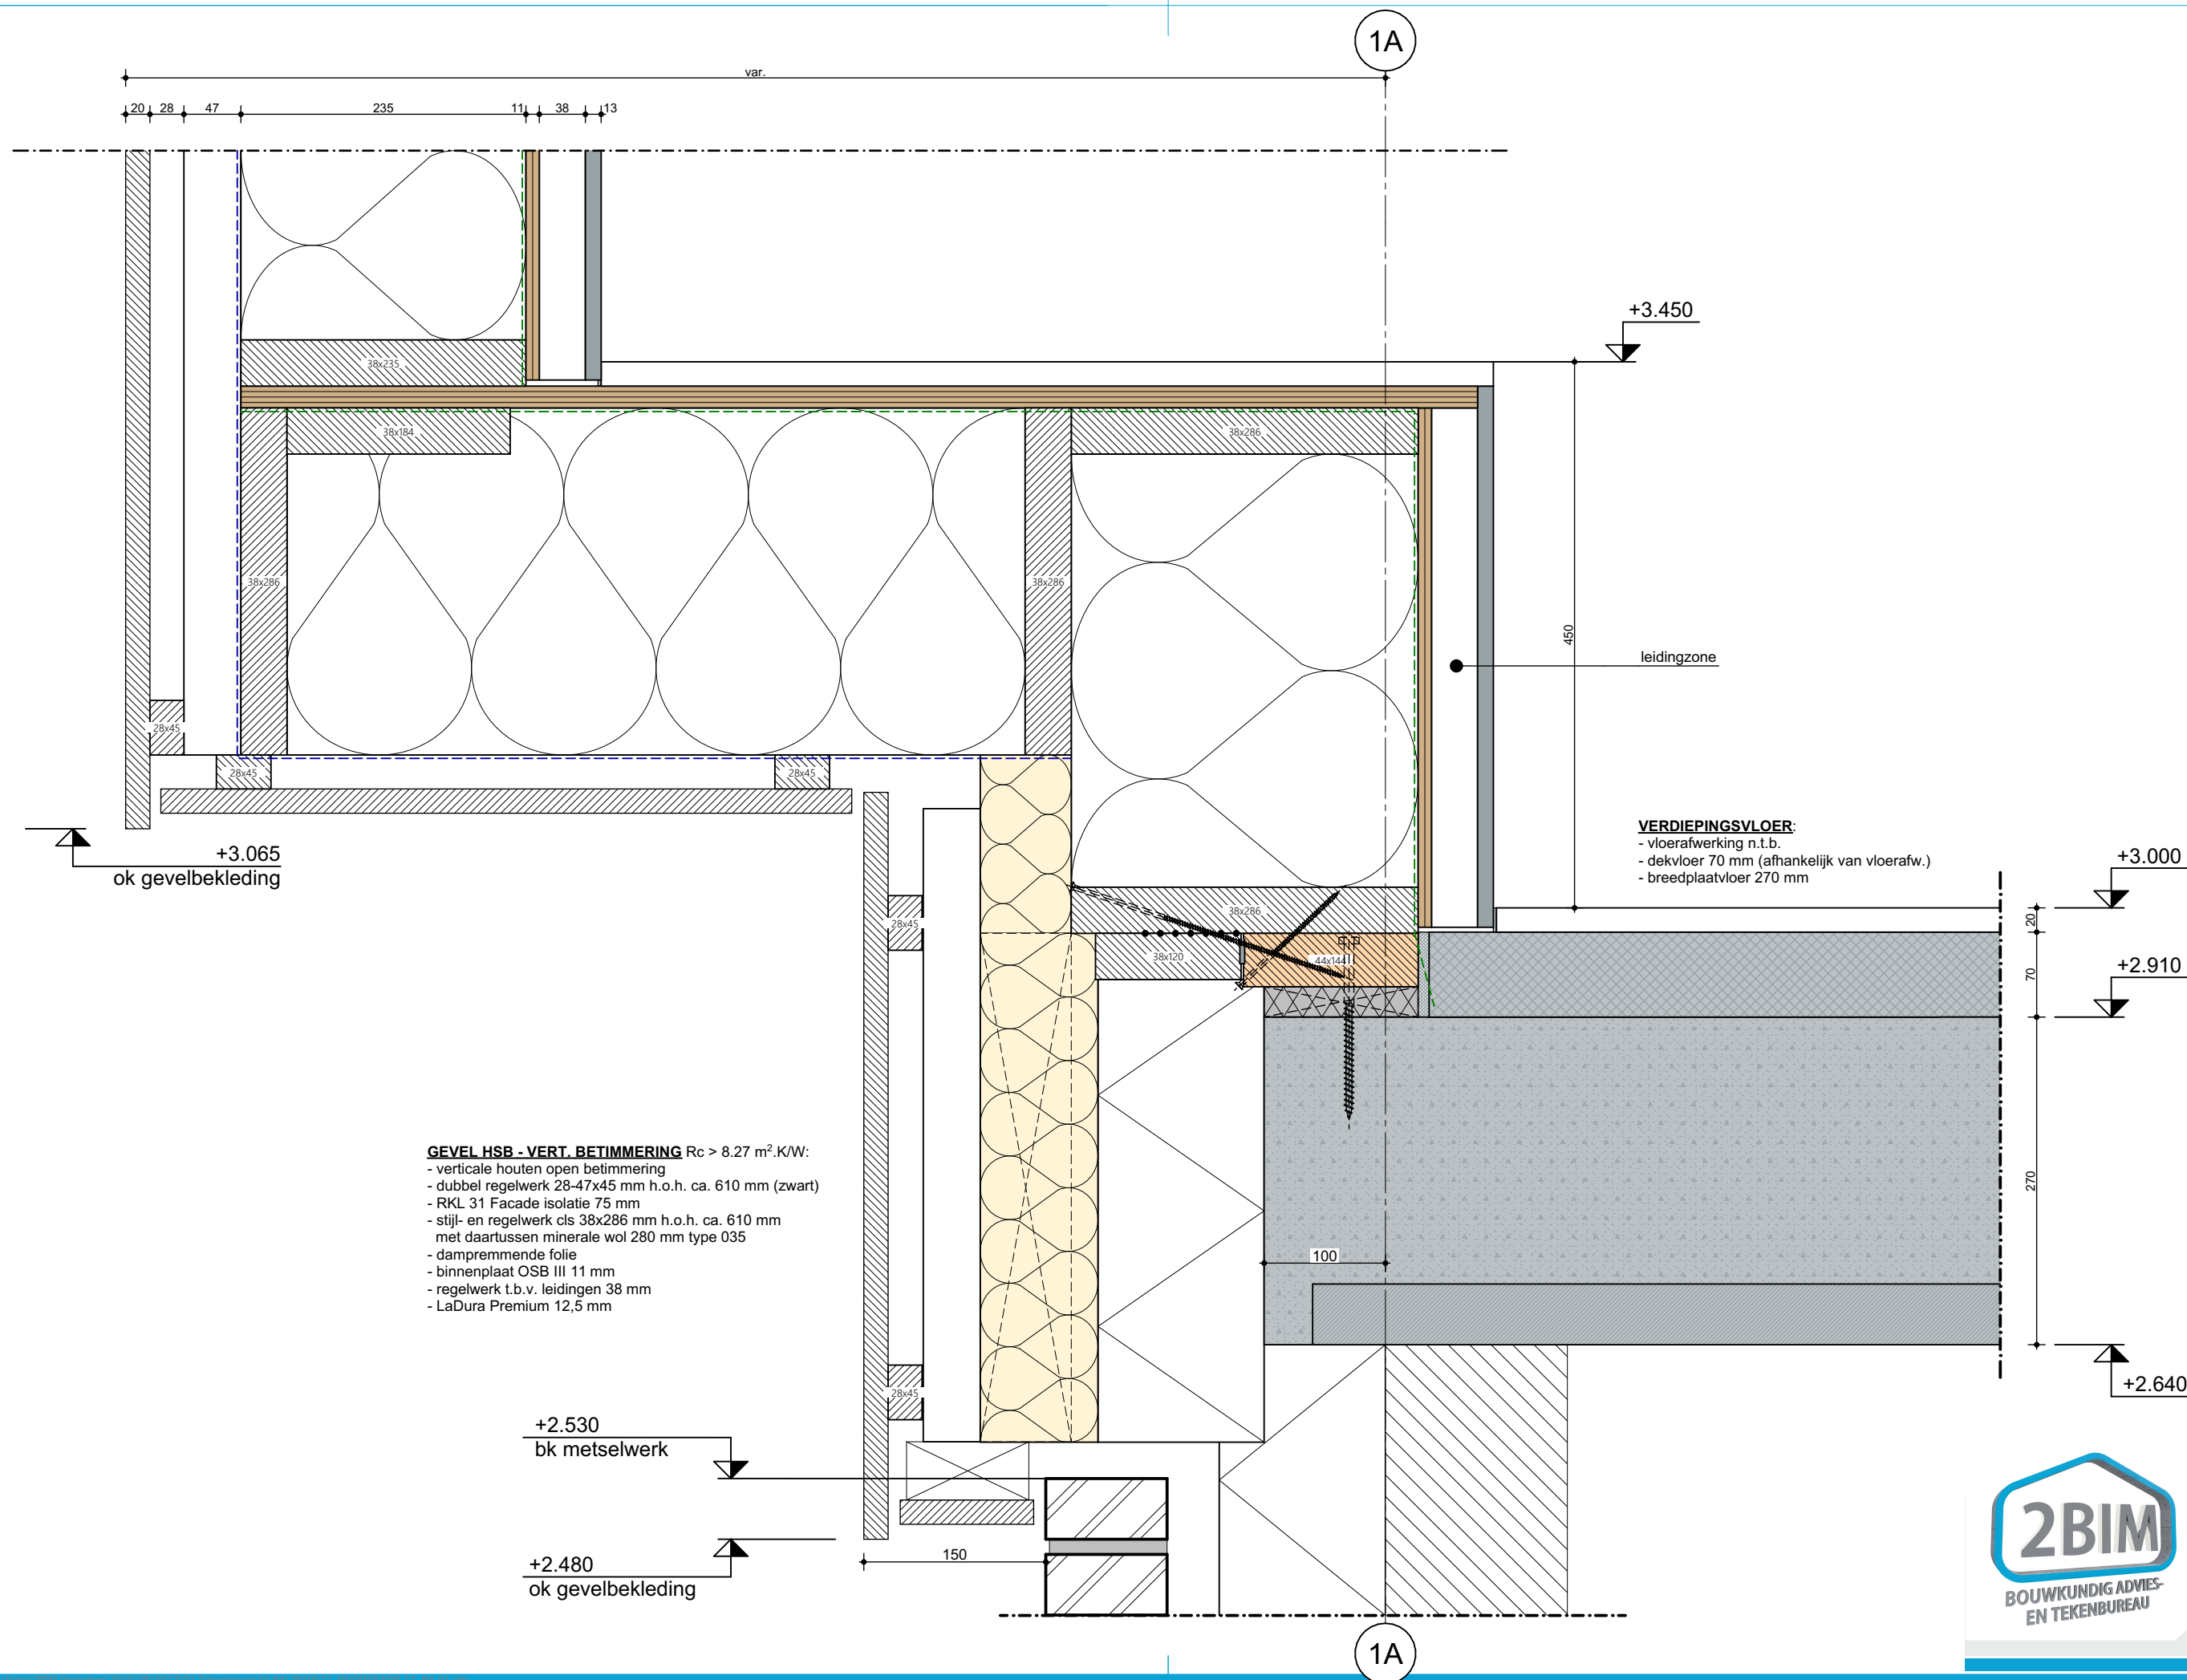 1A
var.
20 28 47 235 11 38 13
+3.450
38x235
38x184
38x286
38x286
38x286
450
leidingzone
28x45
28x45
28x45
+3.065
ok gevelbekleding
VERDIEPINGSVLOER:
- vloerafwerking n.t.b.
- dekvloer 70 mm (afhankelijk van vloerafw.)
- breedplaatvloer 270 mm
+3.000
20
28x45
38x286
38x120
44x144
70
+2.910
GEVEL HSB - VERT. BETIMMERING Rc > 8.27 m².K/W:
- verticale houten open betimmering
- dubbel regelwerk 28-47x45 mm h.o.h. ca. 610 mm (zwart)
- RKL 31 Facade isolatie 75 mm
- stijl- en regelwerk cls 38x286 mm h.o.h. ca. 610 mm
met daartussen minerale wol 280 mm type 035
- dampremmende folie
- binnenplaat OSB III 11 mm
- regelwerk t.b.v. leidingen 38 mm
- LaDura Premium 12,5 mm
270
100
28x45
+2.640
+2.530
bk metselwerk
+2.480
ok gevelbekleding
150
2BIM
BOUWKUNDIG ADVIES-
EN TEKENBUREAU
1A